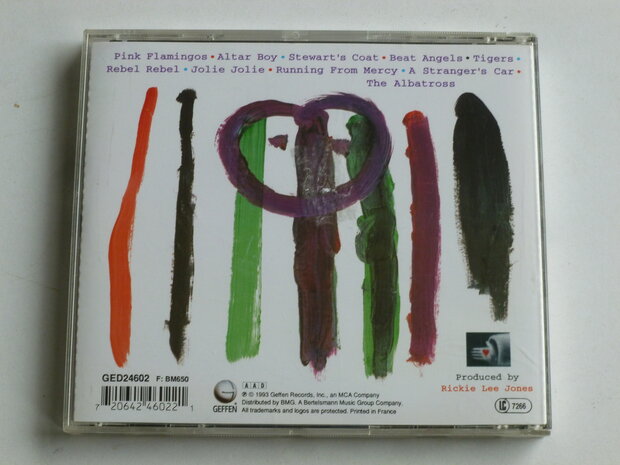 Pink Flamingos • Altar Boy • Stewart's Coat • Beat Angels • Tigers •
Rebel Rebel • Jolie Jolie • Running From Mercy • A Stranger's Car •
The Albatross
Produced by
Rickie Lee Jones
GED24602 F: BM650
7 20642 46022 1
GEFFEN
A A D
℗ © 1993 Geffen Records, Inc., an MCA Company
Distributed by BMG. A Bertelsmann Music Group Company.
All trademarks and logos are protected. Printed in France
LC 7266